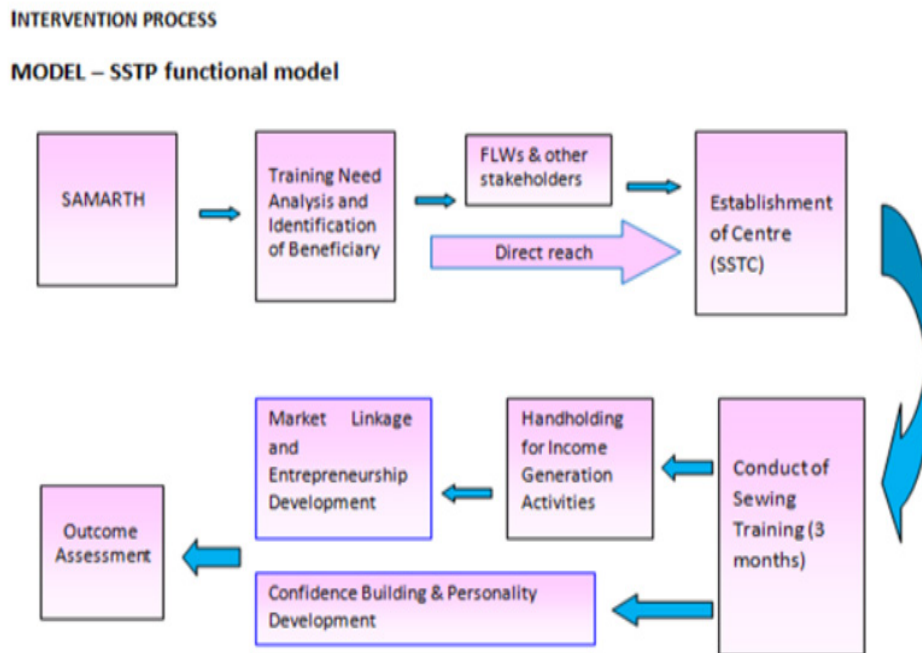 INTERVENTION PROCESS
MODEL – SSTP functional model
SAMARTH
Training Need
Analysis and
Identification
of Beneficiary
FLWs & other
stakeholders
Direct reach
Establishment
of Centre
(SSTC)
Conduct of
Sewing
Training (3
months)
Handholding
for Income
Generation
Activities
Market Linkage
and
Entrepreneurship
Development
Confidence Building & Personality
Development
Outcome
Assessment